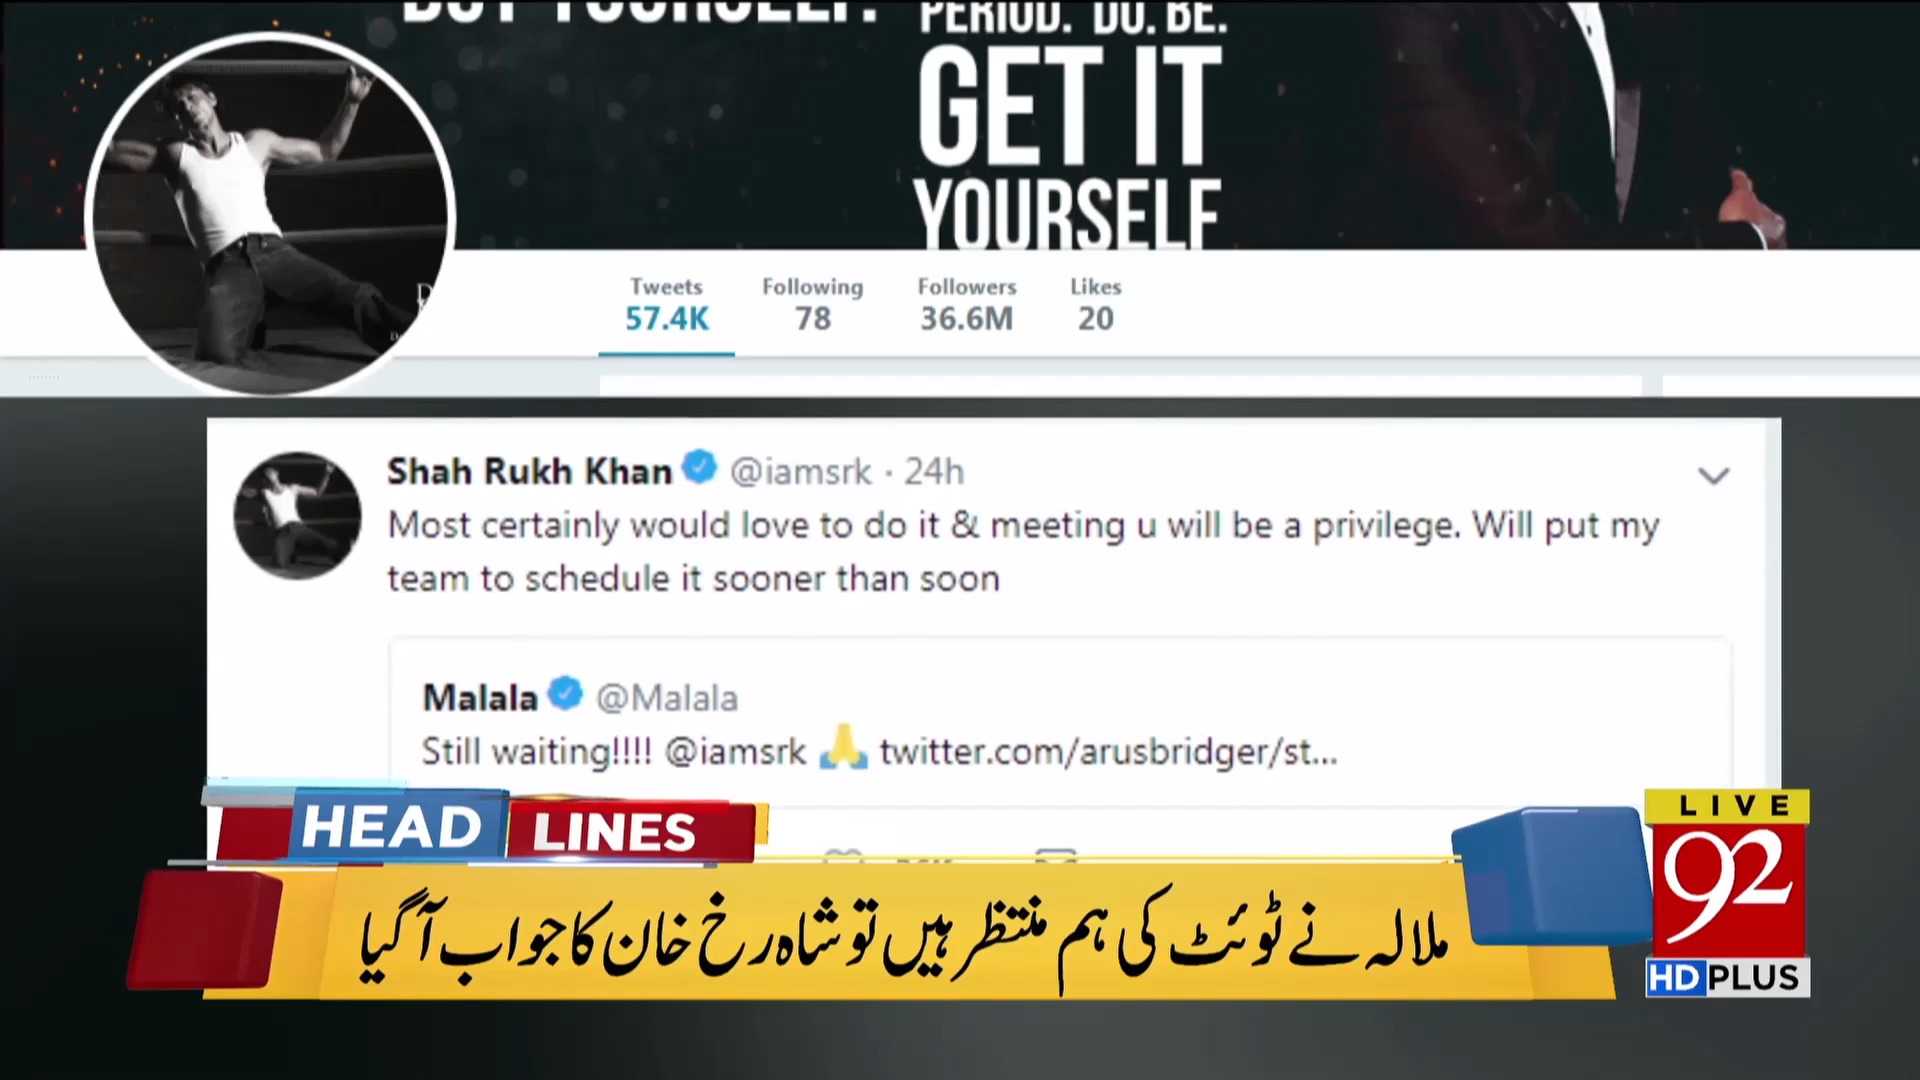 PERIOD. DO. BE.
GET IT
YOURSELF
Tweets Following Followers Likes
57.4K 78 36.6M 20
Shah Rukh Khan @iamsrk · 24h
Most certainly would love to do it & meeting u will be a privilege. Will put my
team to schedule it sooner than soon
Malala @Malala
Still waiting!!!! @iamsrk 🙏 twitter.com/arusbridger/st...
HEAD LINES
ملالہ نے ٹوئٹ کی ہم منتظر ہیں تو شاہ رخ خان کا جواب آگیا
LIVE
92
HD PLUS